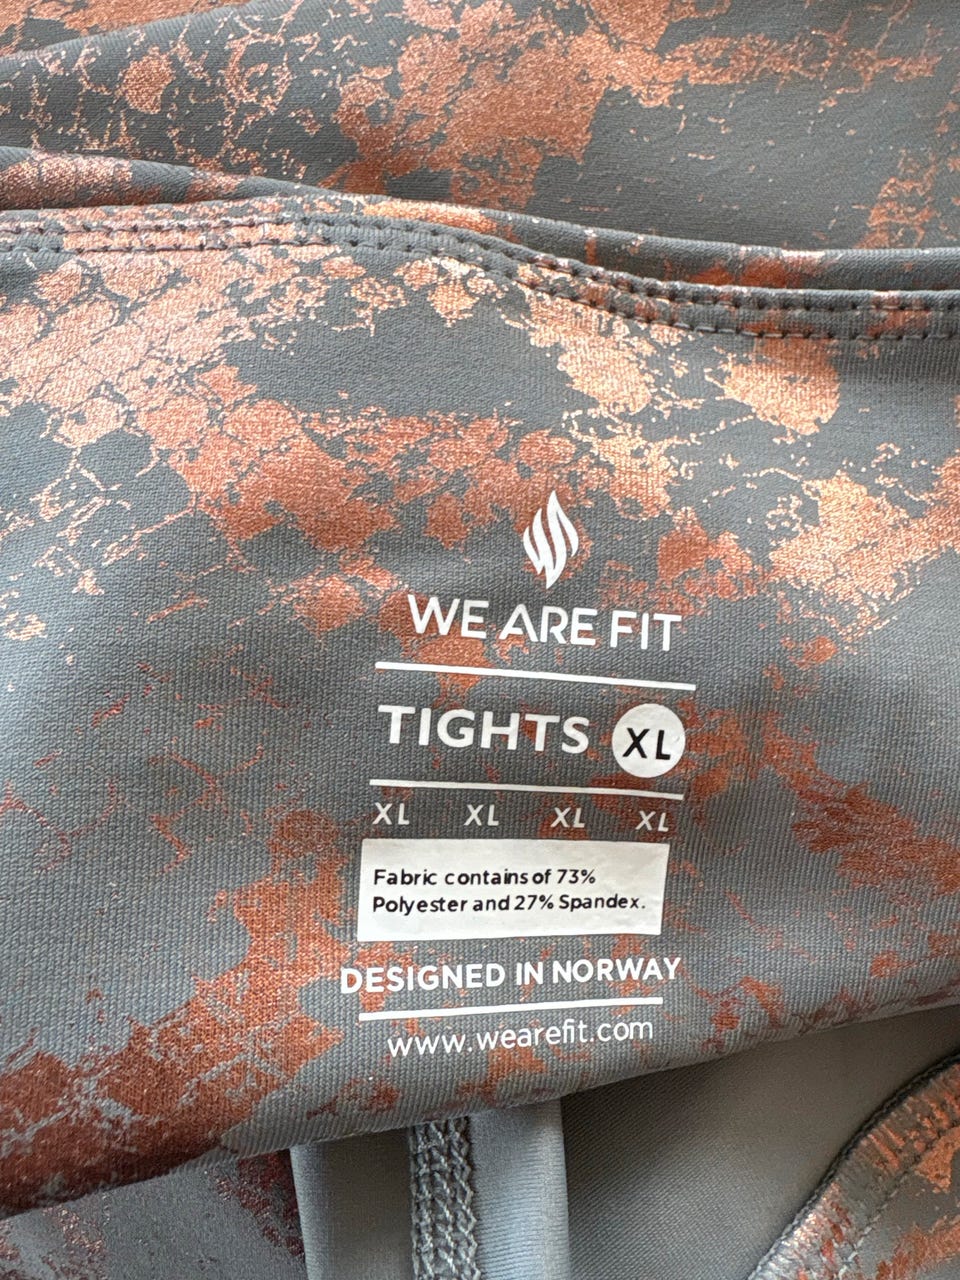 WE ARE FIT
TIGHTS XL
XL XL XL XL
Fabric contains of 73%
Polyester and 27% Spandex.
DESIGNED IN NORWAY
www.wearefit.com